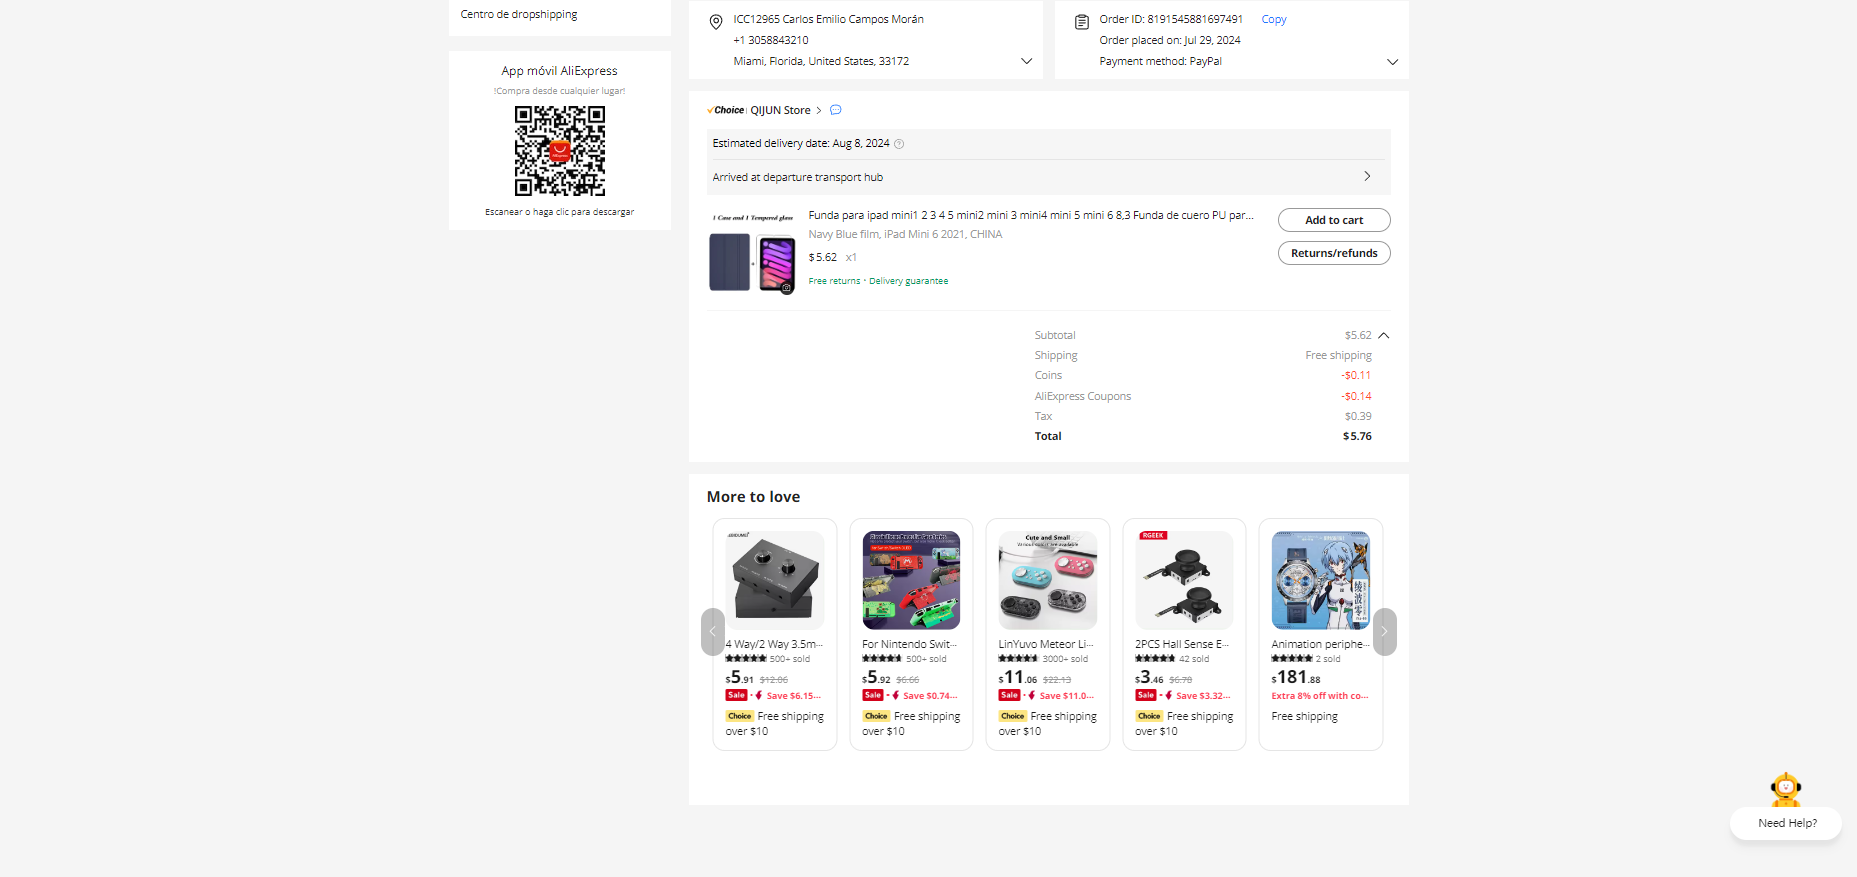 Centro de dropshipping
App móvil AliExpress
!Compra desde cualquier lugar!
Escanear o haga clic para descargar
ICC12965 Carlos Emilio Campos Morán
+1 3058843210
Miami, Florida, United States, 33172
Order ID: 8191545881697491 Copy
Order placed on: Jul 29, 2024
Payment method: PayPal
Choice QIJUN Store
Estimated delivery date: Aug 8, 2024
Arrived at departure transport hub
1 Case and 1 Tempered glass
Funda para ipad mini1 2 3 4 5 mini2 mini 3 mini4 mini 5 mini 6 8,3 Funda de cuero PU par...
Navy Blue film, iPad Mini 6 2021, CHINA
$5.62 x1
Free returns · Delivery guarantee
Add to cart
Returns/refunds
Subtotal $5.62
Shipping Free shipping
Coins -$0.11
AliExpress Coupons -$0.14
Tax $0.39
Total $5.76
More to love
4 Way/2 Way 3.5m...
500+ sold
$5.91 $12.06
Sale · Save $6.15...
Choice Free shipping
over $10
For Nintendo Swit...
500+ sold
$5.92 $6.66
Sale · Save $0.74...
Choice Free shipping
over $10
Cute and Small
LinYuvo Meteor Li...
3000+ sold
$11.06 $22.13
Sale · Save $11.0...
Choice Free shipping
over $10
RGEEK
2PCS Hall Sense E...
42 sold
$3.46 $6.78
Sale · Save $3.32...
Choice Free shipping
over $10
綾波零
Animation periphe...
2 sold
$181.88
Extra 8% off with co...
Free shipping
Need Help?